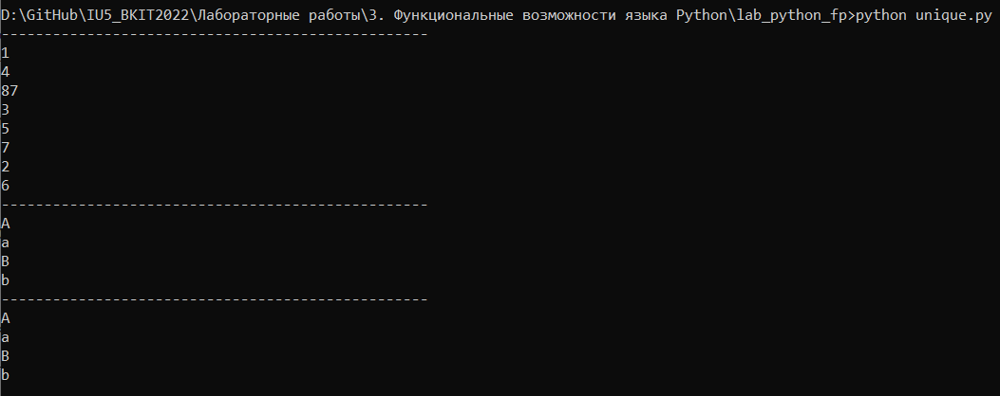 D:\GitHub\IU5_BKIT2022\Лабораторные работы\3. Функциональные возможности языка Python\lab_python_fp>python unique.py
--------------------------------------------------
1
4
87
3
5
7
2
6
--------------------------------------------------
A
a
B
b
--------------------------------------------------
A
a
B
b